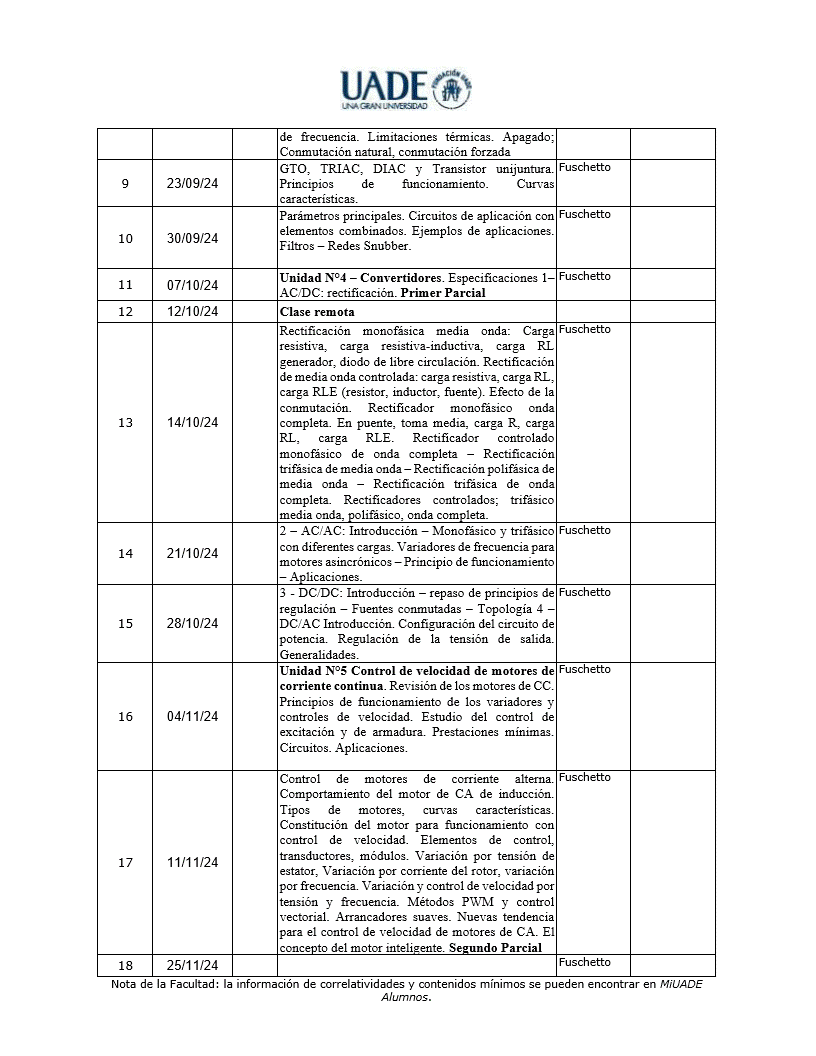 UADE
UNA GRAN UNIVERSIDAD
FUNDACIÓN UADE
de frecuencia. Limitaciones térmicas. Apagado;
Conmutación natural, conmutación forzada
9 23/09/24 GTO, TRIAC, DIAC y Transistor unijuntura. Fuschetto
Principios de funcionamiento. Curvas
características.
10 30/09/24 Parámetros principales. Circuitos de aplicación con Fuschetto
elementos combinados. Ejemplos de aplicaciones.
Filtros – Redes Snubber.
11 07/10/24 Unidad N°4 – Convertidores. Especificaciones 1– Fuschetto
AC/DC: rectificación. Primer Parcial
12 12/10/24 Clase remota
13 14/10/24 Rectificación monofásica media onda: Carga Fuschetto
resistiva, carga resistiva-inductiva, carga RL
generador, diodo de libre circulación. Rectificación
de media onda controlada: carga resistiva, carga RL,
carga RLE (resistor, inductor, fuente). Efecto de la
conmutación. Rectificador monofásico onda
completa. En puente, toma media, carga R, carga
RL, carga RLE. Rectificador controlado
monofásico de onda completa – Rectificación
trifásica de media onda – Rectificación polifásica de
media onda – Rectificación trifásica de onda
completa. Rectificadores controlados; trifásico
media onda, polifásico, onda completa.
14 21/10/24 2 – AC/AC: Introducción – Monofásico y trifásico Fuschetto
con diferentes cargas. Variadores de frecuencia para
motores asincrónicos – Principio de funcionamiento
– Aplicaciones.
15 28/10/24 3 - DC/DC: Introducción – repaso de principios de Fuschetto
regulación – Fuentes conmutadas – Topología 4 –
DC/AC Introducción. Configuración del circuito de
potencia. Regulación de la tensión de salida.
Generalidades.
16 04/11/24 Unidad N°5 Control de velocidad de motores de Fuschetto
corriente continua. Revisión de los motores de CC.
Principios de funcionamiento de los variadores y
controles de velocidad. Estudio del control de
excitación y de armadura. Prestaciones mínimas.
Circuitos. Aplicaciones.
17 11/11/24 Control de motores de corriente alterna. Fuschetto
Comportamiento del motor de CA de inducción.
Tipos de motores, curvas características.
Constitución del motor para funcionamiento con
control de velocidad. Elementos de control,
transductores, módulos. Variación por tensión de
estator, Variación por corriente del rotor, variación
por frecuencia. Variación y control de velocidad por
tensión y frecuencia. Métodos PWM y control
vectorial. Arrancadores suaves. Nuevas tendencia
para el control de velocidad de motores de CA. El
concepto del motor inteligente. Segundo Parcial
18 25/11/24 Fuschetto
Nota de la Facultad: la información de correlatividades y contenidos mínimos se pueden encontrar en MiUADE
Alumnos.